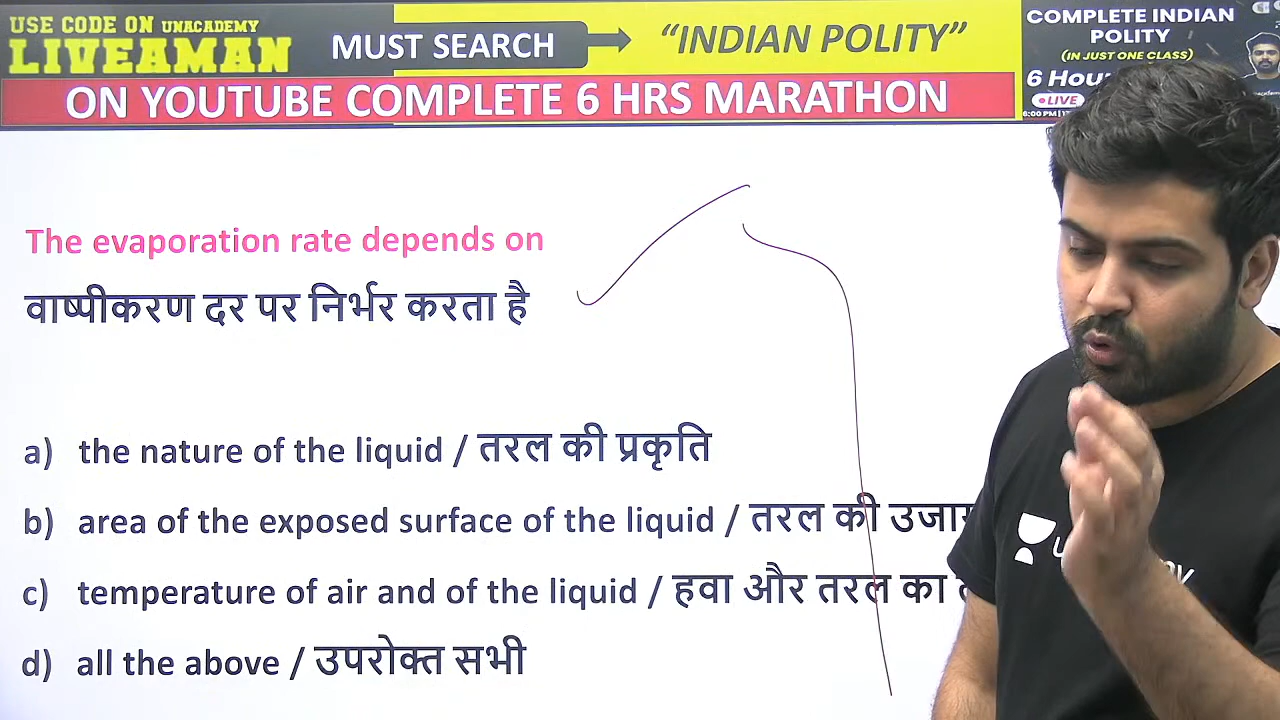 USE CODE ON UNACADEMY
LIVEAMAN
MUST SEARCH
“INDIAN POLITY”
ON YOUTUBE COMPLETE 6 HRS MARATHON
COMPLETE INDIAN
POLITY
(IN JUST ONE CLASS)
6
LIVE
The evaporation rate depends on
वाष्पीकरण दर पर निर्भर करता है
a) the nature of the liquid / तरल की प्रकृति
b) area of the exposed surface of the liquid / तरल की
c) temperature of air and of the liquid / हवा और तरल का
d) all the above / उपरोक्त सभी